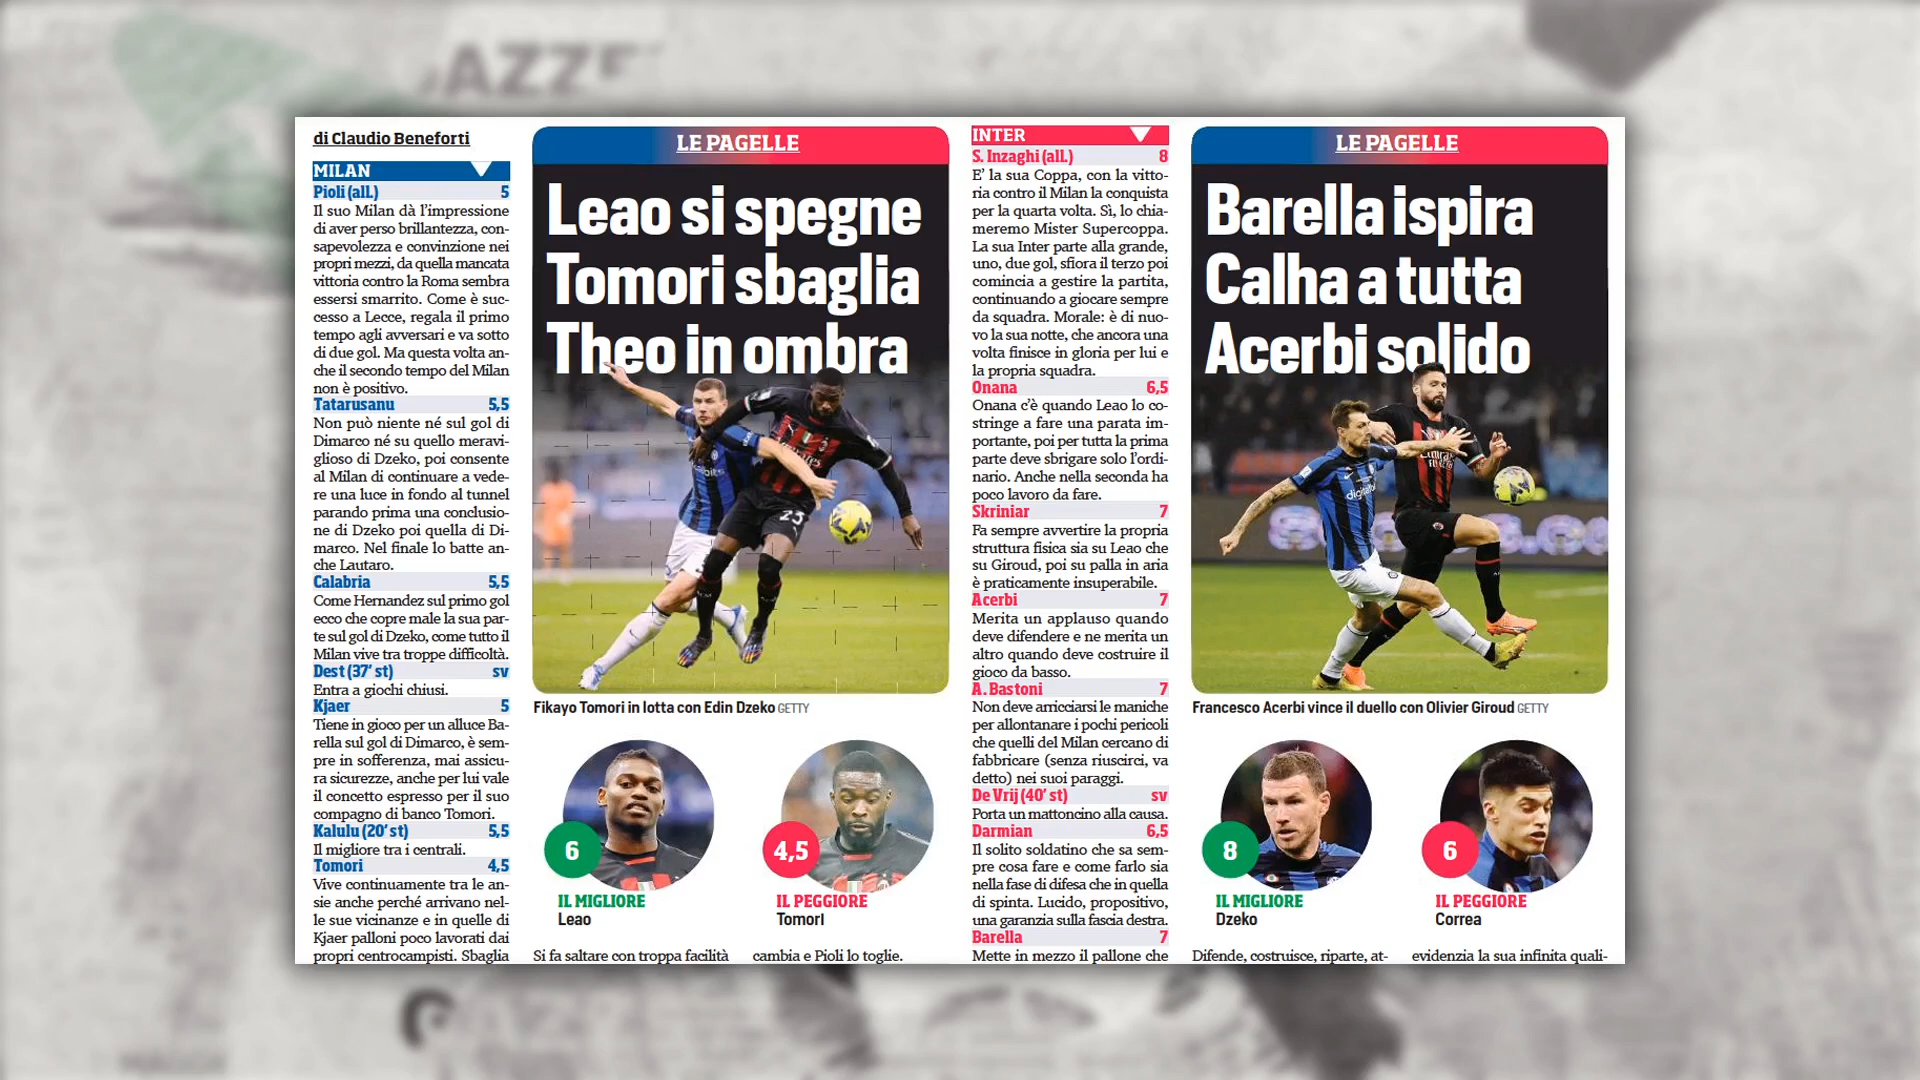 AZZE
di Claudio Beneforti
MILAN
Pioli (all.) 5
Il suo Milan dà l'impressione
di aver perso brillantezza, con-
sapevolezza e convinzione nei
propri mezzi, da quella mancata
vittoria contro la Roma sembra
essersi smarrito. Come è suc-
cesso a Lecce, regala il primo
tempo agli avversari e va sotto
di due gol. Ma questa volta an-
che il secondo tempo del Milan
non è positivo.
Tatarusanu 5,5
Non può niente né sul gol di
Dimarco né su quello meravi-
glioso di Dzeko, poi consente
al Milan di continuare a vede-
re una luce in fondo al tunnel
parando prima una conclusio-
ne di Dzeko poi quella di Di-
marco. Nel finale lo batte an-
che Lautaro.
Calabria 5,5
Come Hernandez sul primo gol
ecco che copre male la sua par-
te sul gol di Dzeko, come tutto il
Milan vive tra troppe difficoltà.
Dest (37' st) sv
Entra a giochi chiusi.
Kjaer 5
Tiene in gioco per un alluce Ba-
rella sul gol di Dimarco, è sem-
pre in sofferenza, mai assicu-
ra sicurezze, anche per lui vale
il concetto espresso per il suo
compagno di banco Tomori.
Kalulu (20' st) 5,5
Il migliore tra i centrali.
Tomori 4,5
Vive continuamente tra le an-
sie anche perché arrivano nel-
le sue vicinanze e in quelle di
Kjaer palloni poco lavorati dai
propri centrocampisti. Sbaglia
LE PAGELLE
Leao si spegne
Tomori sbaglia
Theo in ombra
23
Fikayo Tomori in lotta con Edin Dzeko GETTY
6
IL MIGLIORE
Leao
4,5
IL PEGGIORE
TomorI
Si fa saltare con troppa facilità
cambia e Pioli lo toglie.
INTER
S. Inzaghi (all.) 8
E' la sua Coppa, con la vitto-
ria contro il Milan la conquista
per la quarta volta. Sì, lo chia-
meremo Mister Supercoppa.
La sua Inter parte alla grande,
uno, due gol, sfiora il terzo poi
comincia a gestire la partita,
continuando a giocare sempre
da squadra. Morale: è di nuo-
vo la sua notte, che ancora una
volta finisce in gloria per lui e
la propria squadra.
Onana 6,5
Onana c'è quando Leao lo co-
stringe a fare una parata im-
portante, poi per tutta la prima
parte deve sbrigare solo l'ordi-
nario. Anche nella seconda ha
poco lavoro da fare.
Skriniar 7
Fa sempre avvertire la propria
struttura fisica sia su Leao che
su Giroud, poi su palla in aria
è praticamente insuperabile.
Acerbi 7
Merita un applauso quando
deve difendere e ne merita un
altro quando deve costruire il
gioco da basso.
A. Bastoni 7
Non deve arricciarsi le maniche
per allontanare i pochi pericoli
che quelli del Milan cercano di
fabbricare (senza riuscirci, va
detto) nei suoi paraggi.
De Vrij (40' st) sv
Porta un mattoncino alla causa.
Darmian 6,5
Il solito soldatino che sa sem-
pre cosa fare e come farlo sia
nella fase di difesa che in quella
di spinta. Lucido, propositivo,
una garanzia sulla fascia destra.
Barella 7
Mette in mezzo il pallone che
LE PAGELLE
Barella ispira
Calha a tutta
Acerbi solido
Francesco Acerbi vince il duello con Olivier Giroud GETTY
8
IL MIGLIORE
Dzeko
6
IL PEGGIORE
Correa
Difende, costruisce, riparte, at-
evidenzia la sua infinita quali-